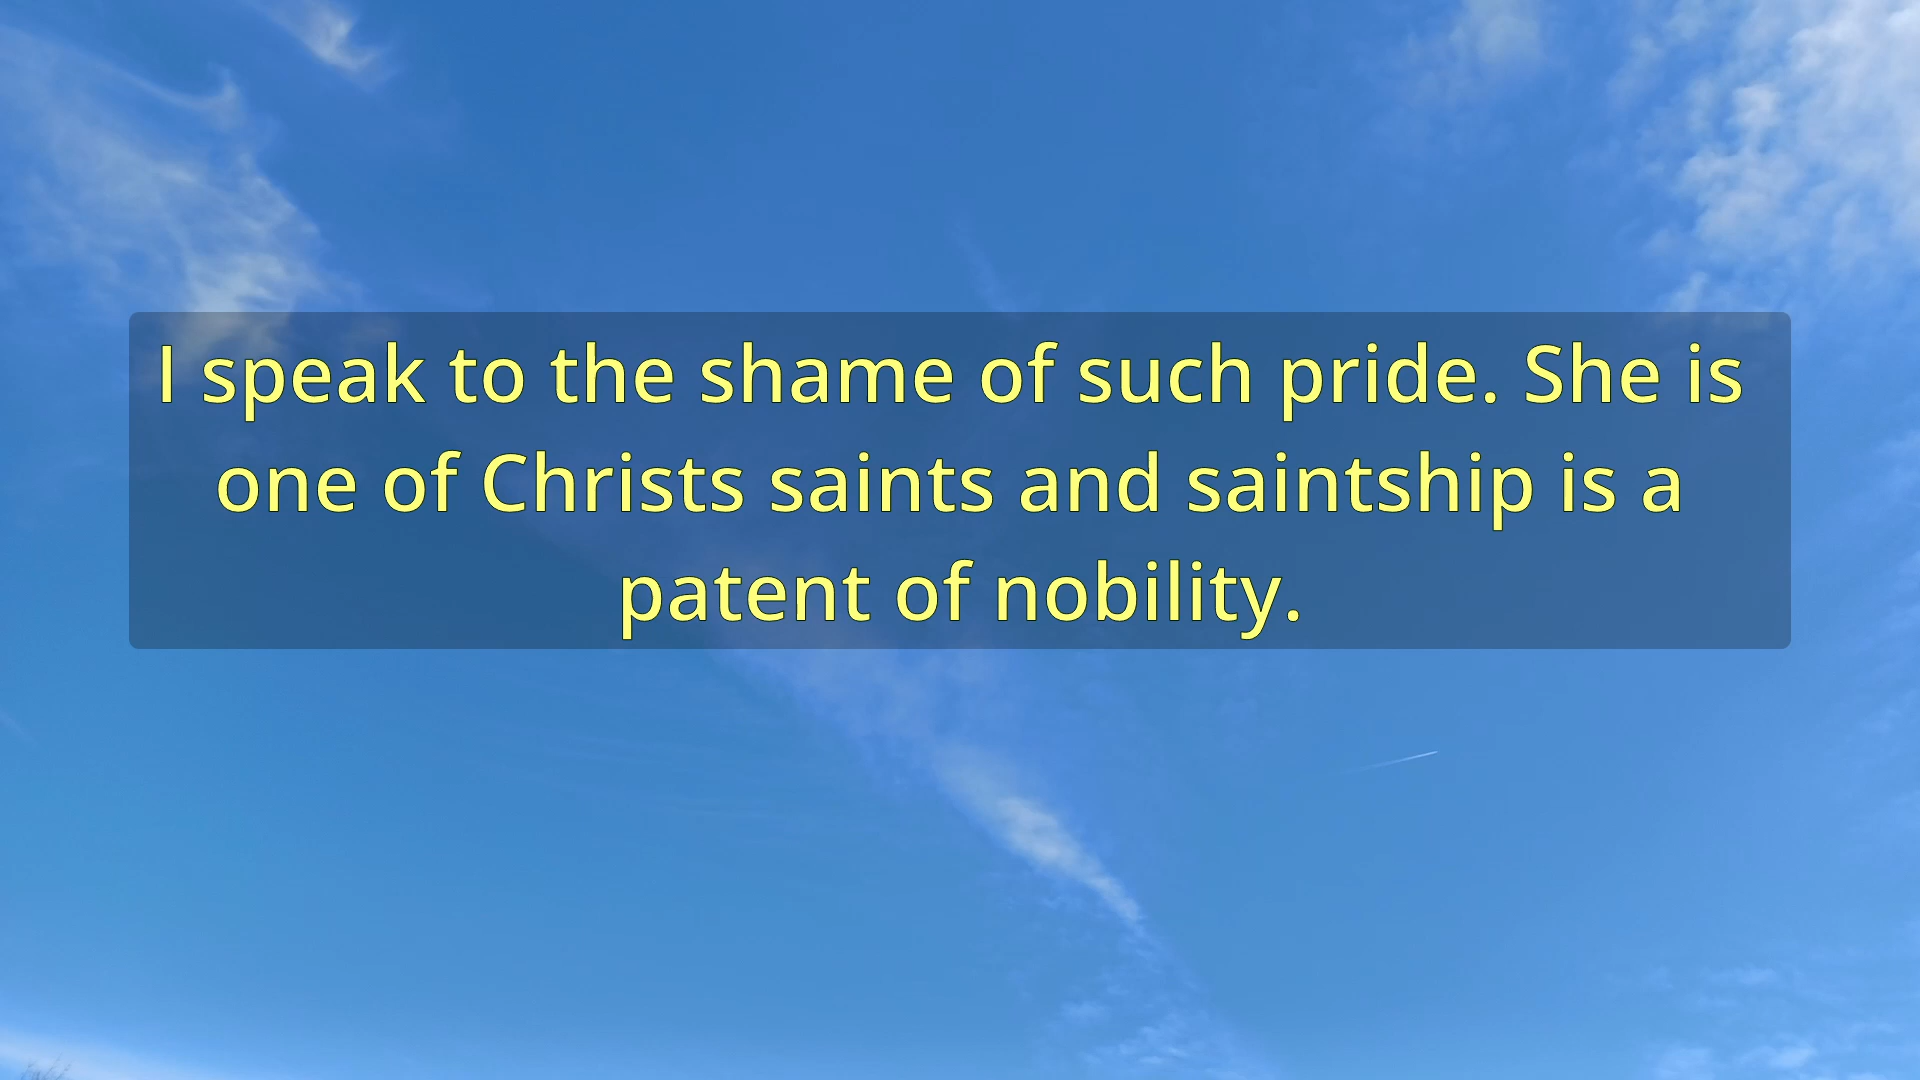 I speak to the shame of such pride. She is
one of Christs saints and saintship is a
patent of nobility.